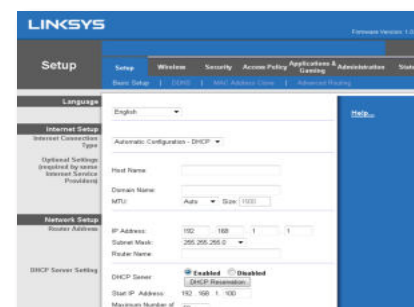 LINKSYS
Firmware Version: 1.0
Setup
Setup Wireless Security Access Policy Applications & Gaming Administration
Basic Setup | DDNS | MAC Address Clone | Advanced Routing
Language
English
Help...
Internet Setup
Internet Connection Type
Automatic Configuration - DHCP
Optional Settings (required by some Internet Service Providers)
Host Name
Domain Name
MTU: Auto Size: 1500
Network Setup
Router Address
IP Address: 192 . 168 . 1 . 1
Subnet Mask: 255.255.255.0
Router Name:
DHCP Server Setting
DHCP Server Enabled Disabled
DHCP Reservation
Start IP Address: 192 . 168 . 1 . 100
Maximum Number of